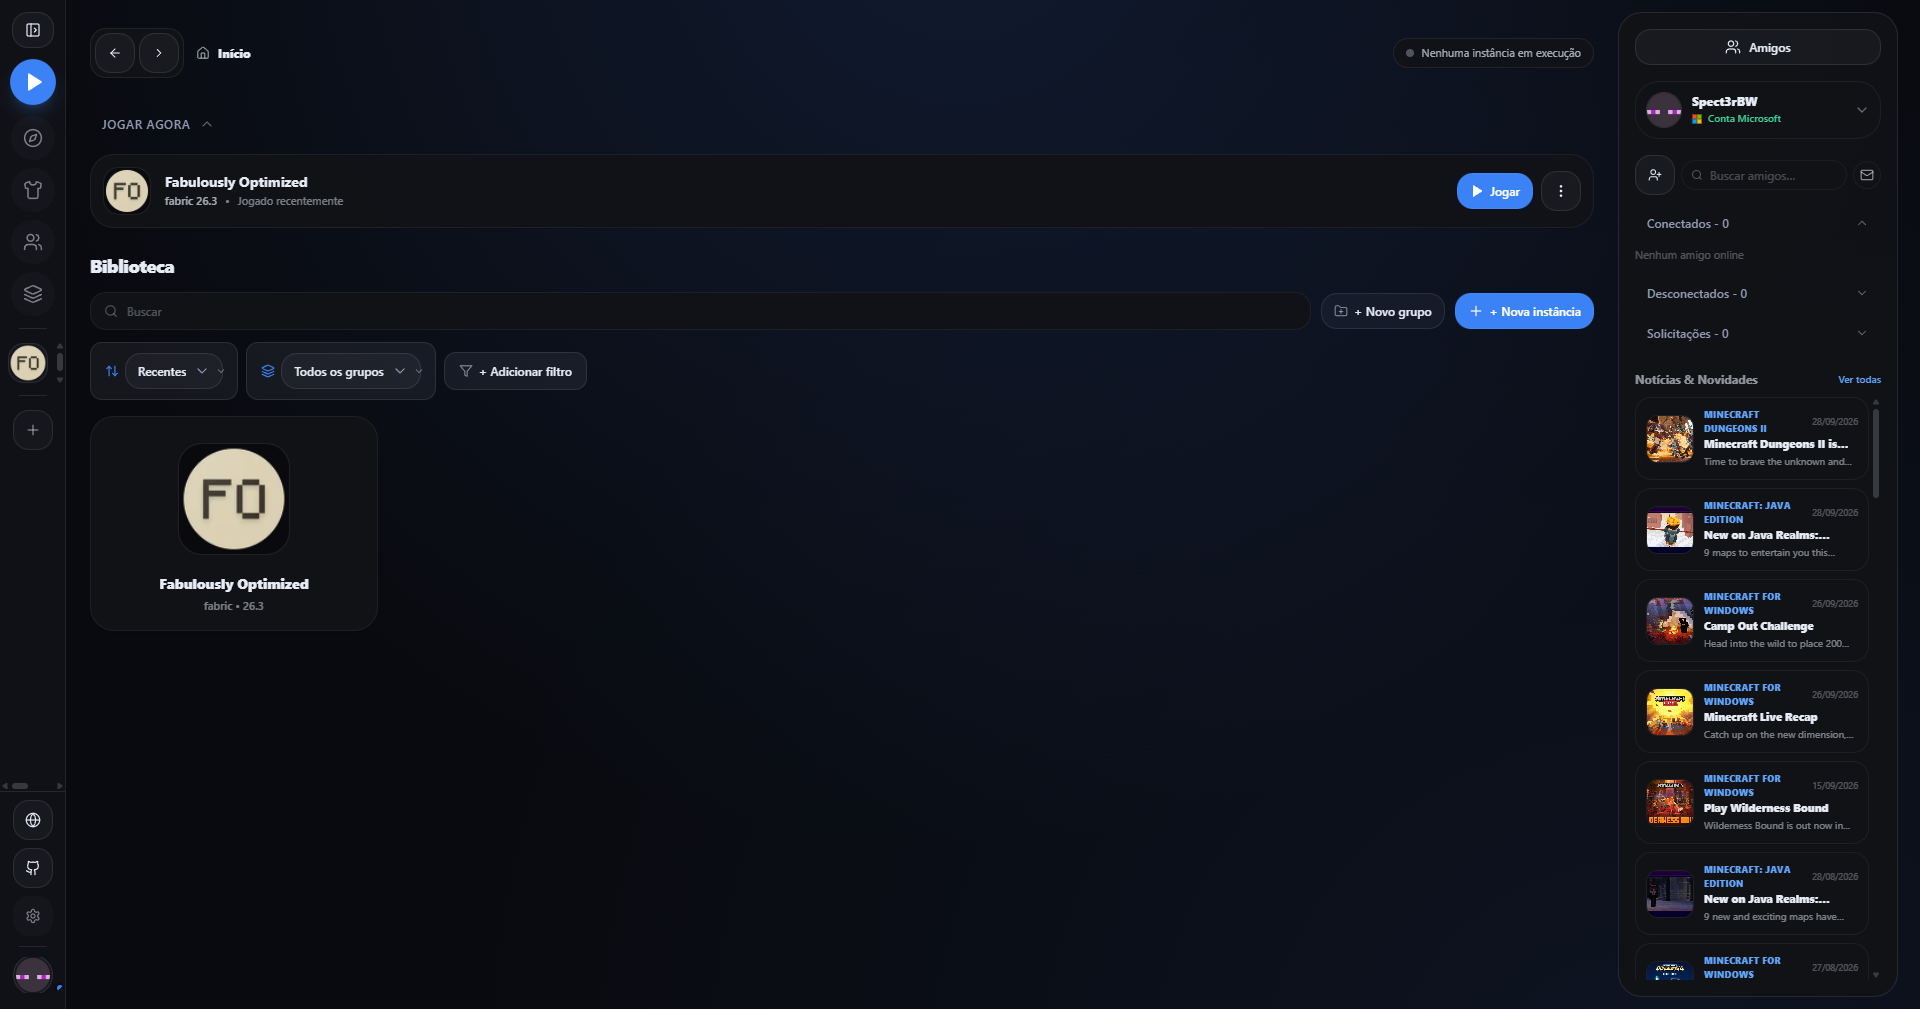 Início
Nenhuma instância em execução
JOGAR AGORA
FO
Fabulously Optimized
fabric 26.3 • Jogado recentemente
Jogar
Biblioteca
Buscar
+ Novo grupo
+ Nova instância
FO
Recentes
Todos os grupos
+ Adicionar filtro
FO
Fabulously Optimized
fabric • 26.3
Amigos
Spect3rBW
Conta Microsoft
Buscar amigos...
Conectados - 0
Nenhum amigo online
Desconectados - 0
Solicitações - 0
Notícias & Novidades
Ver todas
MINECRAFT
DUNGEONS II
28/09/2026
Minecraft Dungeons II is...
Time to brave the unknown and...
MINECRAFT: JAVA
EDITION
28/09/2026
New on Java Realms:...
9 maps to entertain you this...
MINECRAFT FOR
WINDOWS
26/09/2026
Camp Out Challenge
Head into the wild to place 200...
MINECRAFT FOR
WINDOWS
26/09/2026
Minecraft Live Recap
Catch up on the new dimension,...
MINECRAFT FOR
WINDOWS
15/09/2026
Play Wilderness Bound
Wilderness Bound is out now in...
MINECRAFT: JAVA
EDITION
28/08/2026
New on Java Realms:...
9 new and exciting maps have...
MINECRAFT FOR
WINDOWS
27/08/2026